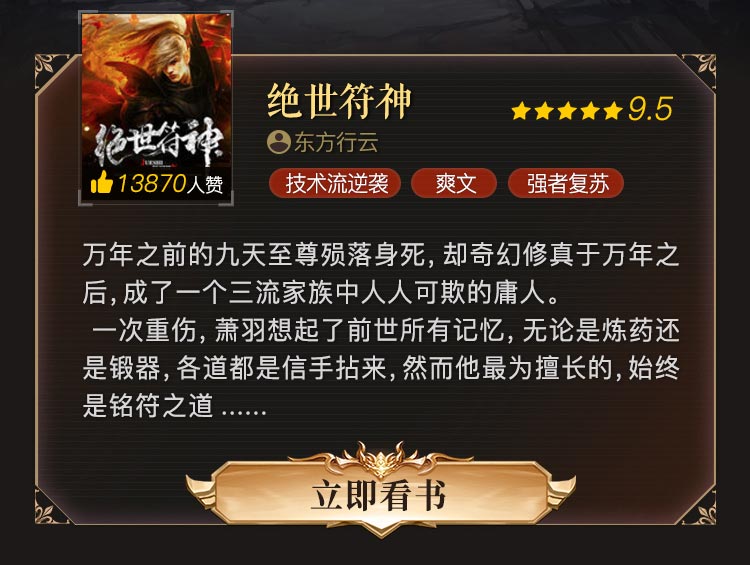 绝世符神
JUESHI
13870人赞
绝世符神
9.5
东方行云
技术流逆袭 爽文 强者复苏
万年之前的九天至尊殒落身死,却奇幻修真于万年之
后,成了一个三流家族中人人可欺的庸人。
一次重伤,萧羽想起了前世所有记忆,无论是炼药还
是锻器,各道都是信手拈来,然而他最为擅长的,始终
是铭符之道......
立即看书